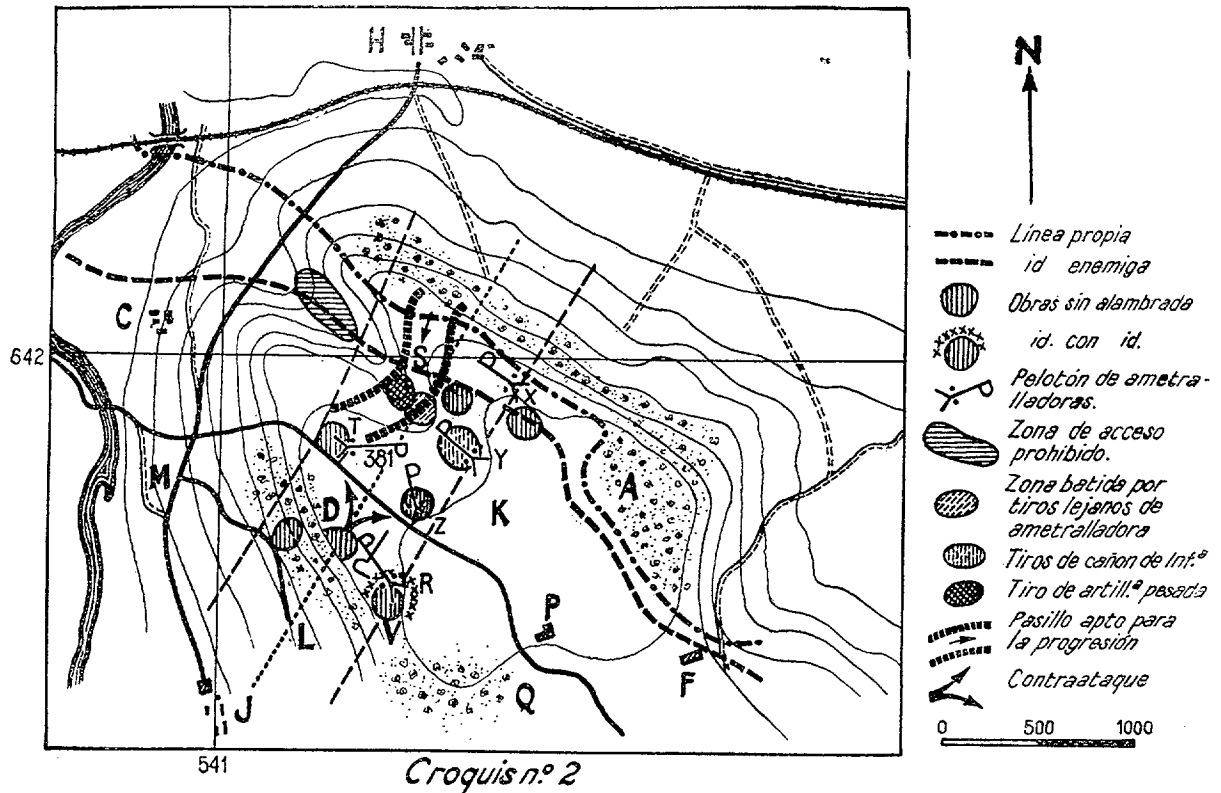 H
N
C
642
S
X
T
381
U
Y
M
A
D
P
K
Z
R
L
V
P
J
Q
F
541
Línea propia
id enemiga
Obras sin alambrada
id. con id.
Pelotón de ametra-
lladoras.
Zona de acceso
prohibido.
Zona batida por
tiros lejanos de
ametralladora
Tiros de cañón de Inf.ª
Tiro de artill.ª pesada
Pasillo apto para
la progresión
Contraataque
0 500 1000
Croquis n.º 2